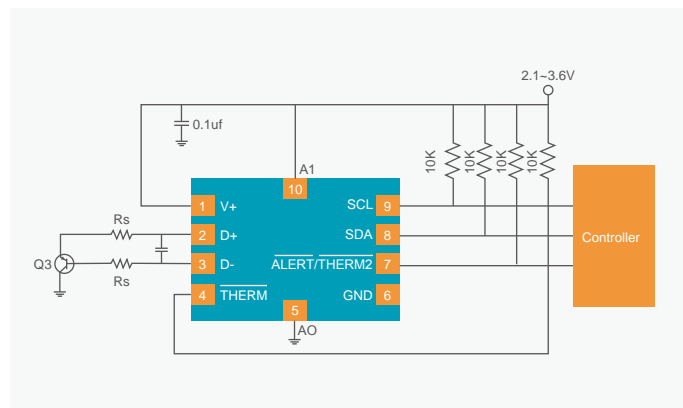 2.1~3.6V
0.1uf
10K
10K
10K
10K
A1
10
1 V+
SCL 9
Rs
2 D+
SDA 8
Controller
Q3
3 D-
ALERT/THERM2 7
Rs
4 THERM
GND 6
5
AO